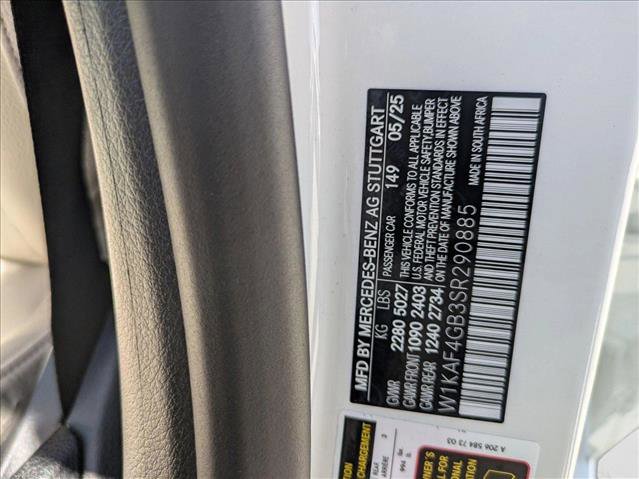 MFD BY MERCEDES-BENZ AG STUTTGART
PASSENGER CAR 149 05/25
KG LBS
GVWR 2280 5027
GAWR FRONT 1090 2403
GAWR REAR 1240 2734
THIS VEHICLE CONFORMS TO ALL APPLICABLE
U.S. FEDERAL MOTOR VEHICLE SAFETY,BUMPER
AND THEFT PREVENTION STANDARDS IN EFFECT
ON THE DATE OF MANUFACTURE SHOWN ABOVE
W1KAF4GB3SR290885
MADE IN SOUTH AFRICA
A 206 584 73 03
REAR